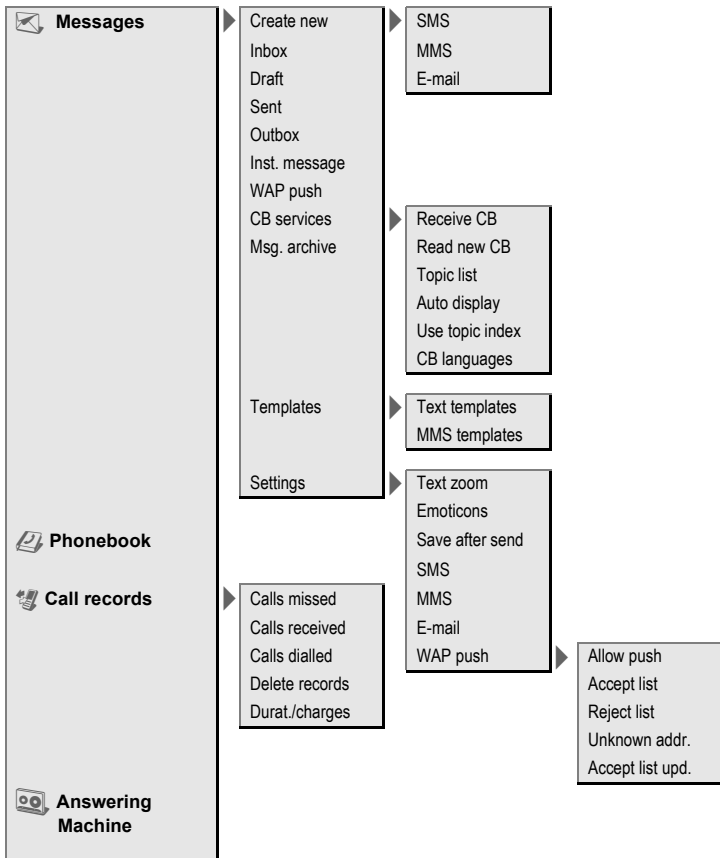 Messages
Create new
SMS
MMS
E-mail
Inbox
Draft
Sent
Outbox
Inst. message
WAP push
CB services
Receive CB
Read new CB
Topic list
Auto display
Use topic index
CB languages
Msg. archive
Templates
Text templates
MMS templates
Settings
Text zoom
Emoticons
Save after send
SMS
MMS
E-mail
WAP push
Allow push
Accept list
Reject list
Unknown addr.
Accept list upd.
Phonebook
Call records
Calls missed
Calls received
Calls dialled
Delete records
Durat./charges
Answering
Machine